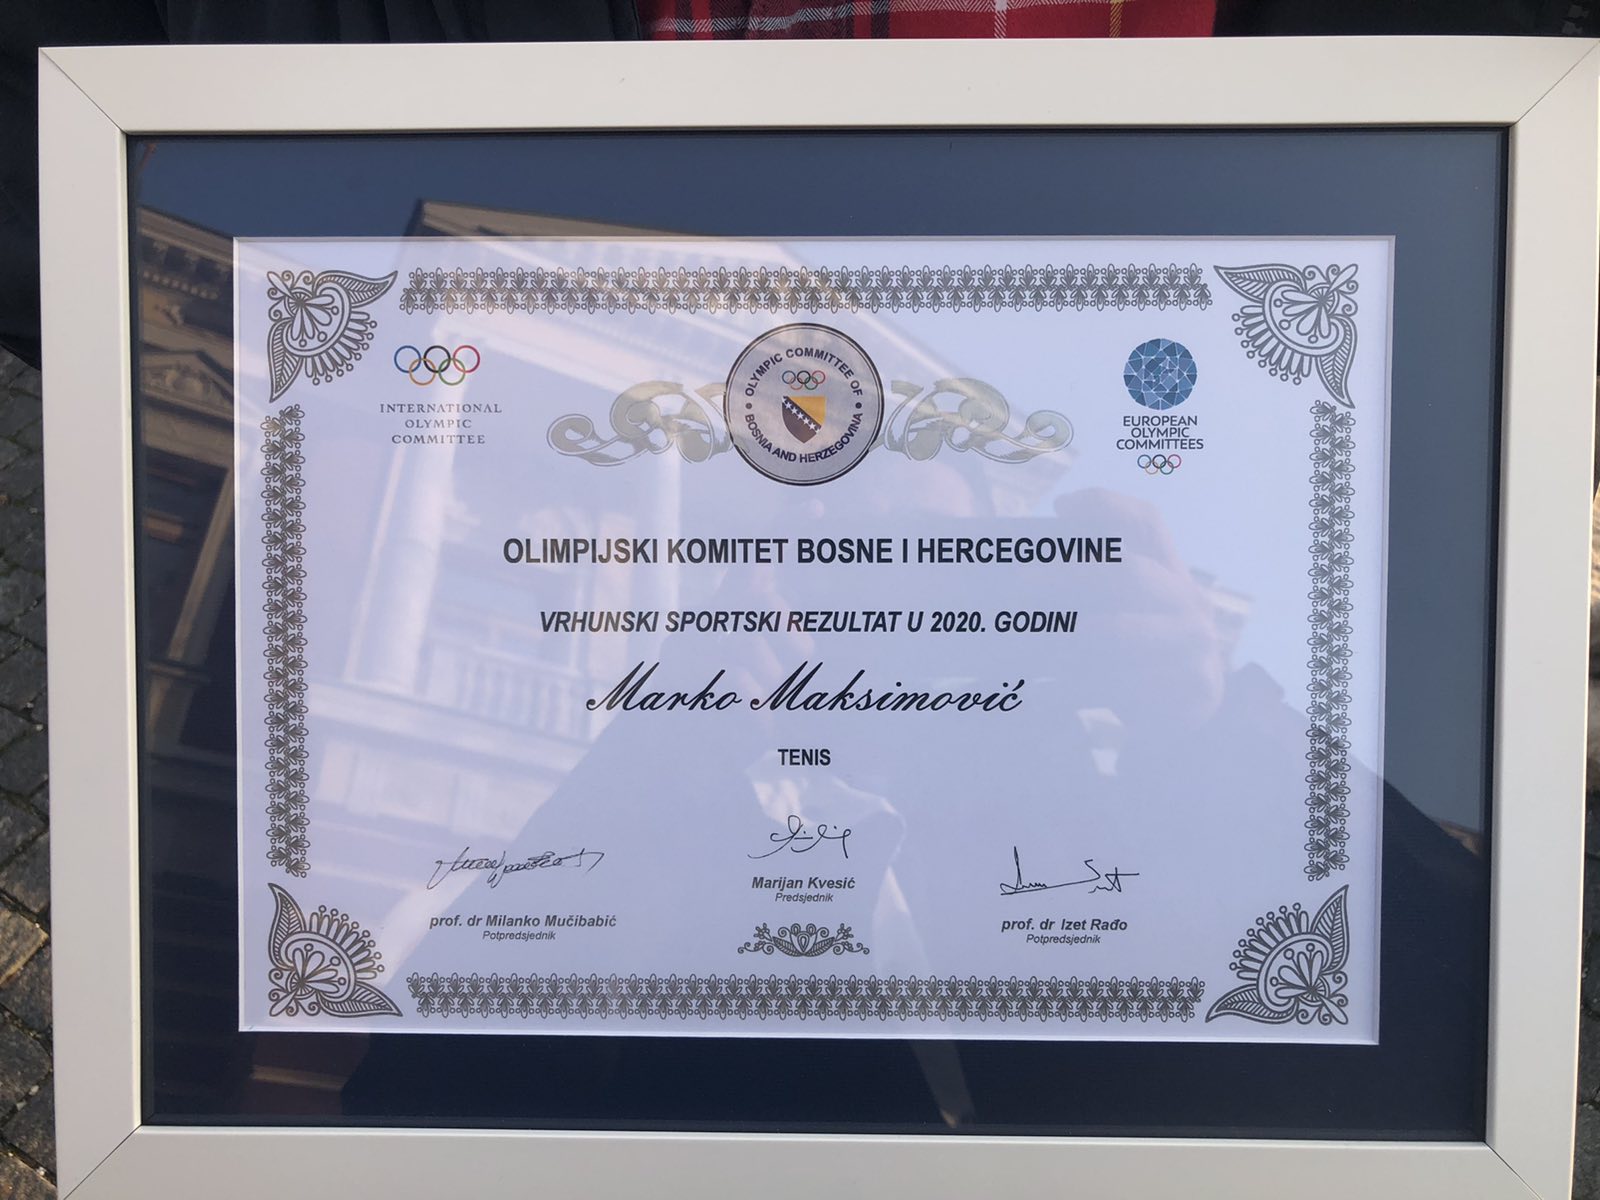 INTERNATIONAL
OLYMPIC
COMMITTEE
OLYMPIC COMMITTEE OF
BOSNIA AND HERZEGOVINA
EUROPEAN
OLYMPIC
COMMITTEES
OLIMPIJSKI KOMITET BOSNE I HERCEGOVINE
VRHUNSKI SPORTSKI REZULTAT U 2020. GODINI
Marko Maksimović
TENIS
prof. dr Milanko Mučibabić
Potpredsjednik
Marijan Kvesić
Predsjednik
prof. dr Izet Rađo
Potpredsjednik